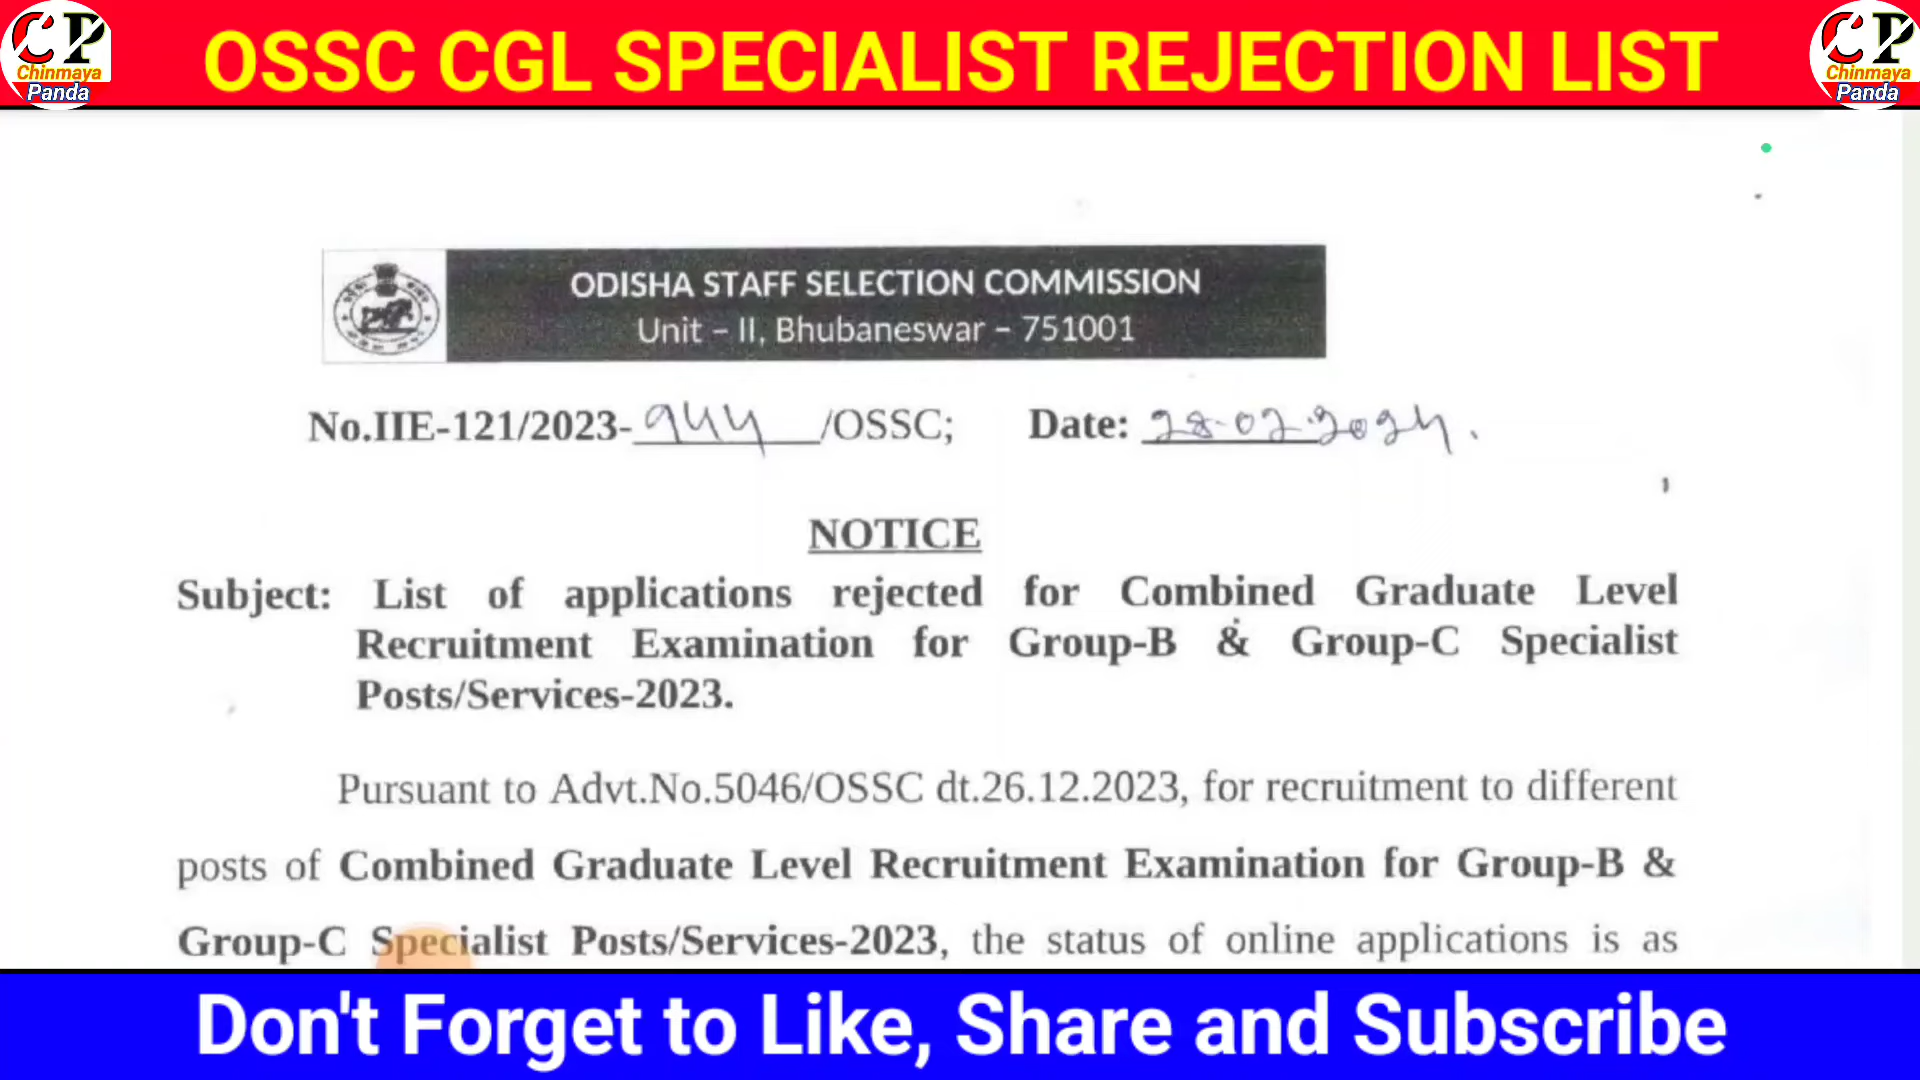 OSSC CGL SPECIALIST REJECTION LIST
CP
Chinmaya
Panda
CP
Chinmaya
Panda
ODISHA STAFF SELECTION COMMISSION
Unit – II, Bhubaneswar – 751001
No.IIE-121/2023- 944 /OSSC; Date: 28-02-2024.
NOTICE
Subject: List of applications rejected for Combined Graduate Level
Recruitment Examination for Group-B & Group-C Specialist
Posts/Services-2023.
Pursuant to Advt.No.5046/OSSC dt.26.12.2023, for recruitment to different
posts of Combined Graduate Level Recruitment Examination for Group-B &
Group-C Specialist Posts/Services-2023, the status of online applications is as
Don't Forget to Like, Share and Subscribe